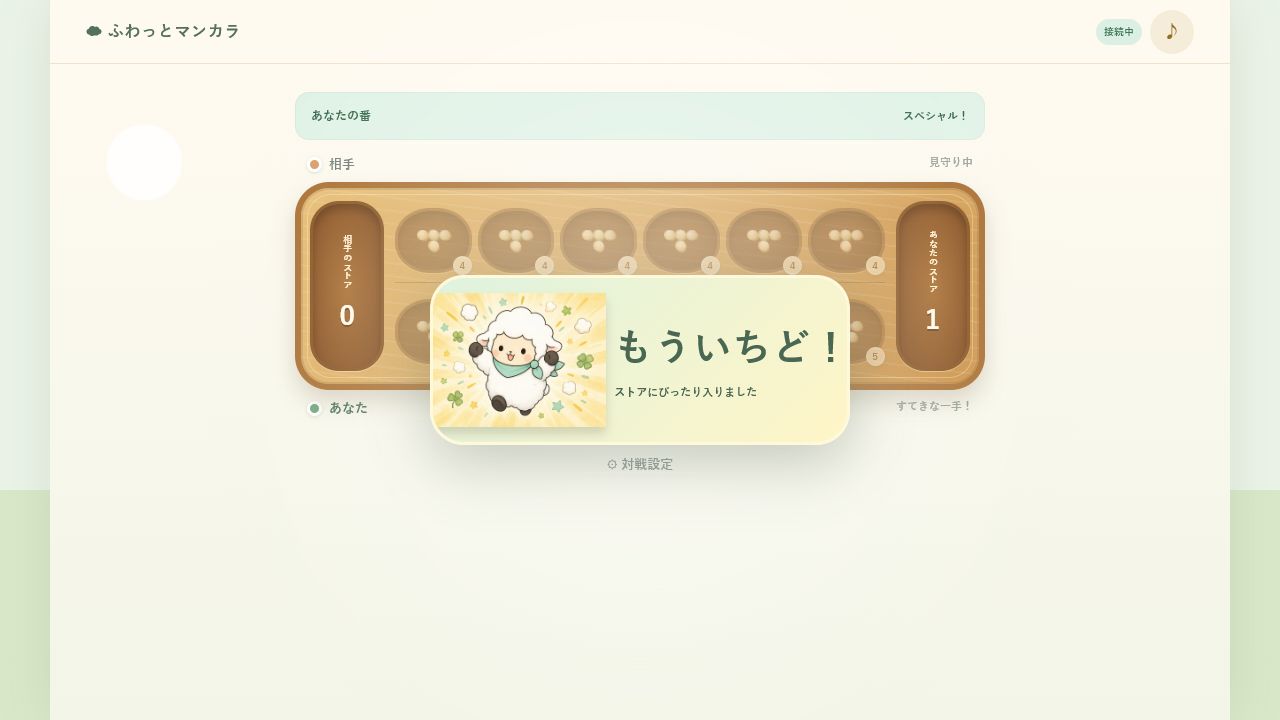 ふわっとマンカラ
接続中
♪
あなたの番
スペシャル！
相手
見守り中
相手のストア
0
4
4
4
4
4
4
あなたのストア
1
5
もういちど！
ストアにぴったり入りました
あなた
すてきな一手！
⚙ 対戦設定